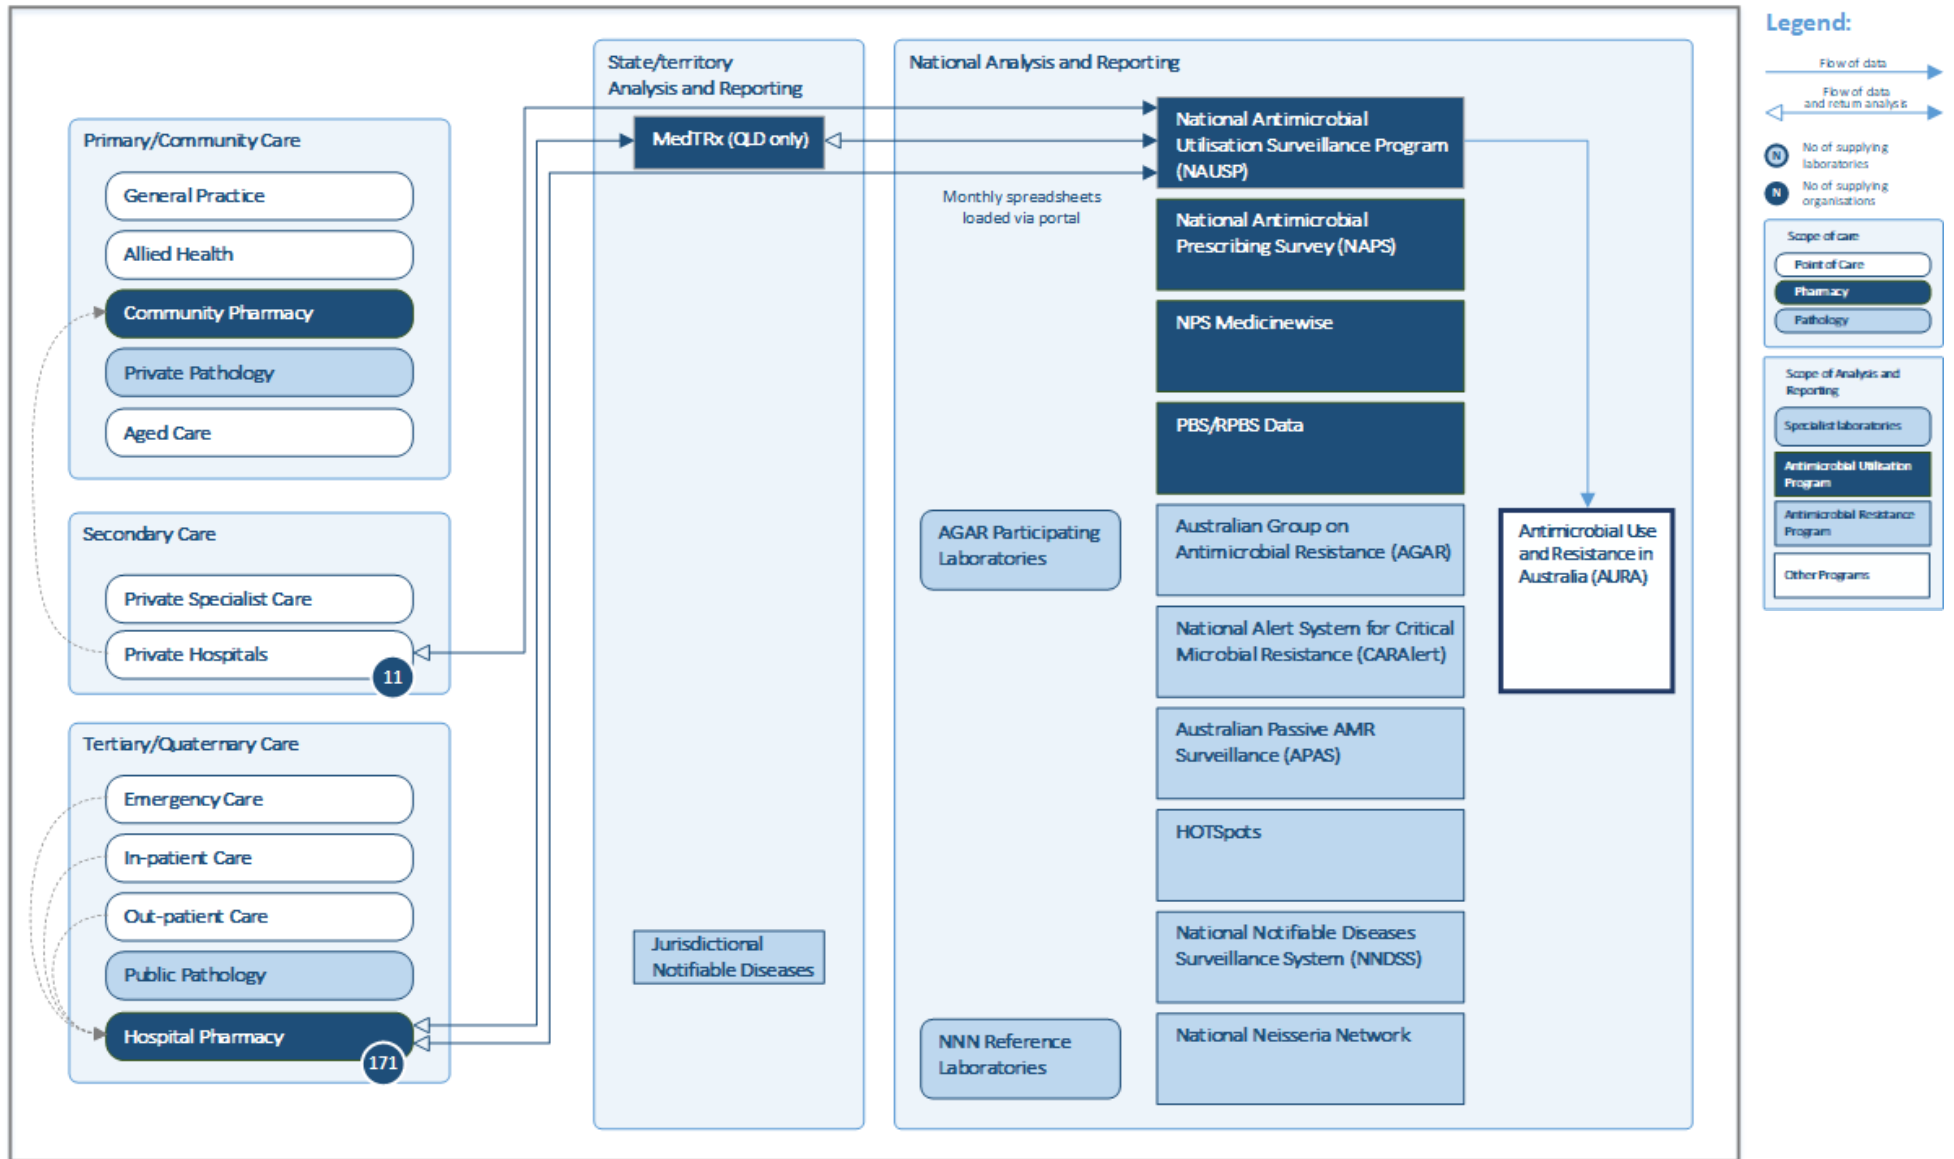 Primary/Community Care
General Practice
Allied Health
Community Pharmacy
Private Pathology
Aged Care
Secondary Care
Private Specialist Care
Private Hospitals
11
Tertiary/Quaternary Care
Emergency Care
In-patient Care
Out-patient Care
Public Pathology
Hospital Pharmacy
171
State/territory
Analysis and Reporting
MedTRx (QLD only)
Jurisdictional
Notifiable Diseases
National Analysis and Reporting
Monthly spreadsheets
loaded via portal
AGAR Participating
Laboratories
NNN Reference
Laboratories
National Antimicrobial
Utilisation Surveillance Program
(NAUSP)
National Antimicrobial
Prescribing Survey (NAPS)
NPS Medicinewise
PBS/RPBS Data
Australian Group on
Antimicrobial Resistance (AGAR)
National Alert System for Critical
Microbial Resistance (CARAlert)
Australian Passive AMR
Surveillance (APAS)
HOTSpots
National Notifiable Diseases
Surveillance System (NNDSS)
National Neisseria Network
Antimicrobial Use
and Resistance in
Australia (AURA)
Legend:
Flow of data
Flow of data
and return analysis
N
No of supplying
laboratories
N
No of supplying
organisations
Scope of care
Point of Care
Pharmacy
Pathology
Scope of Analysis and
Reporting
Specialist laboratories
Antimicrobial Utilisation
Program
Antimicrobial Resistance
Program
Other Programs